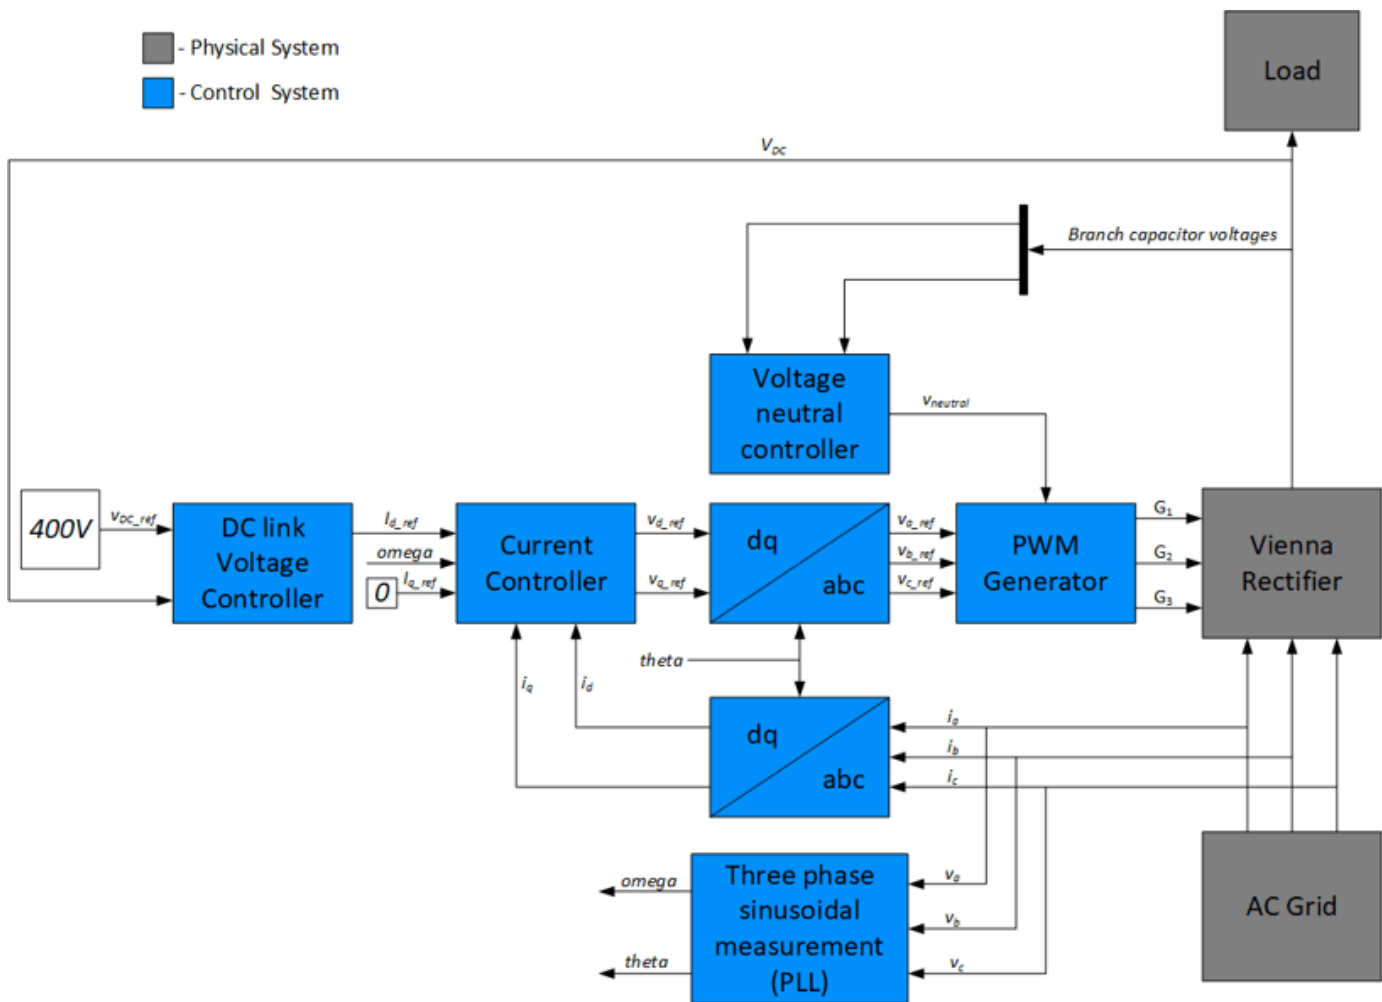 - Physical System
- Control System
Load
V_DC
Branch capacitor voltages
Voltage
neutral
controller
v_neutral
400V
v_DC_ref
DC link
Voltage
Controller
I_d_ref
omega
0
I_q_ref
Current
Controller
v_d_ref
v_q_ref
dq
abc
v_a_ref
v_b_ref
v_c_ref
PWM
Generator
G1
G2
G3
Vienna
Rectifier
theta
i_q
i_d
dq
abc
i_a
i_b
i_c
omega
theta
Three phase
sinusoidal
measurement
(PLL)
v_a
v_b
v_c
AC Grid